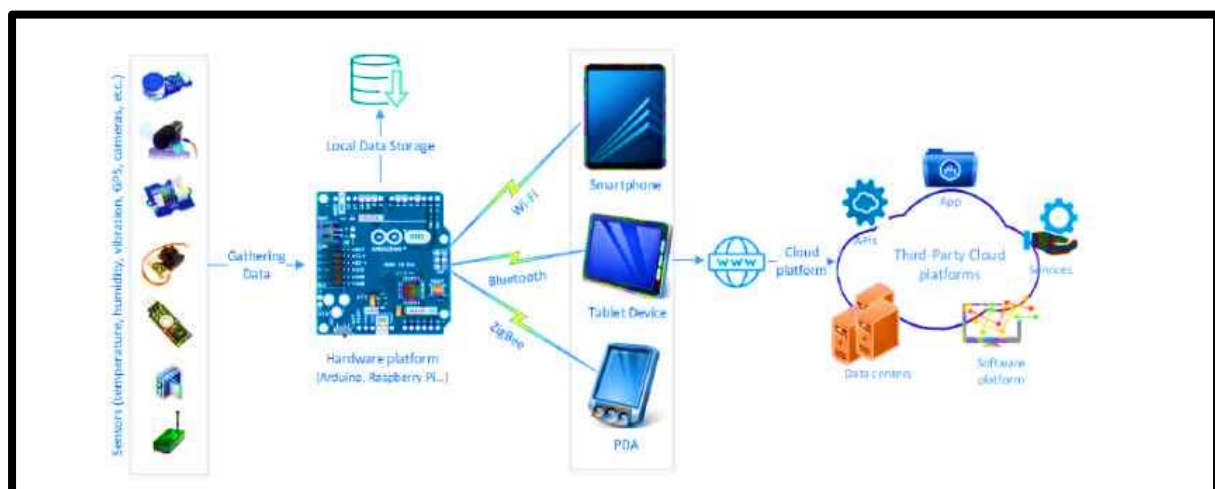 Sensors (temperature, humidity, vibration, GPS, cameras, etc.)
Gathering
Data
Local Data Storage
Hardware platform
(Arduino, Raspberry Pi...)
Wi-Fi
Bluetooth
ZigBee
Smartphone
Tablet Device
PDA
WWW
Cloud
platform
APIs
App
Services
Third-Party Cloud
platforms
Data centers
Software
platform